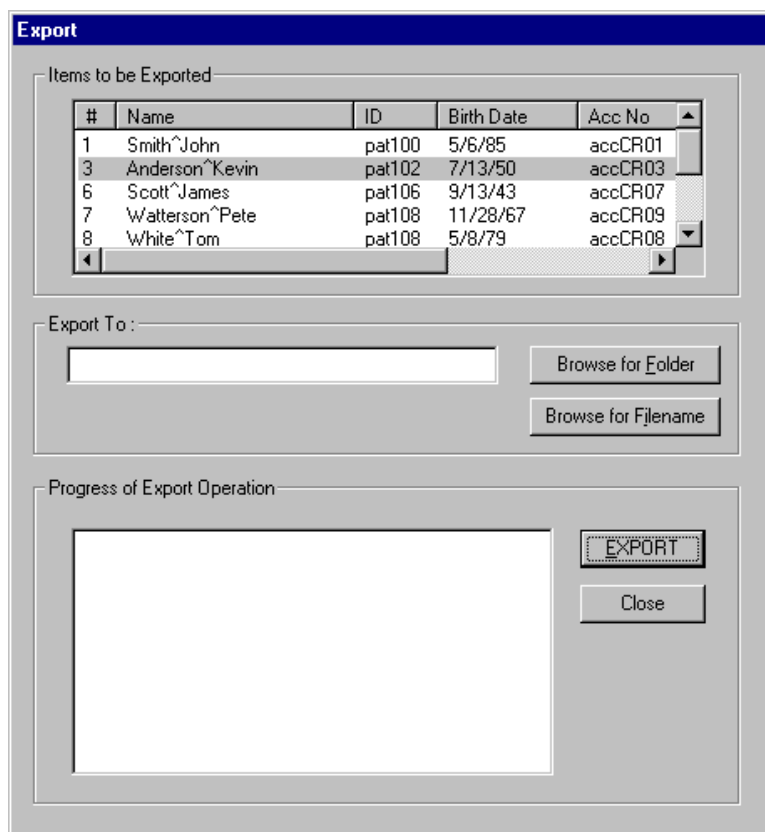 Export
Items to be Exported
# Name ID Birth Date Acc No
1 Smith^John pat100 5/6/85 accCR01
3 Anderson^Kevin pat102 7/13/50 accCR03
6 Scott^James pat106 9/13/43 accCR07
7 Watterson^Pete pat108 11/28/67 accCR09
8 White^Tom pat108 5/8/79 accCR08
Export To :
Browse for Folder
Browse for Filename
Progress of Export Operation
EXPORT
Close